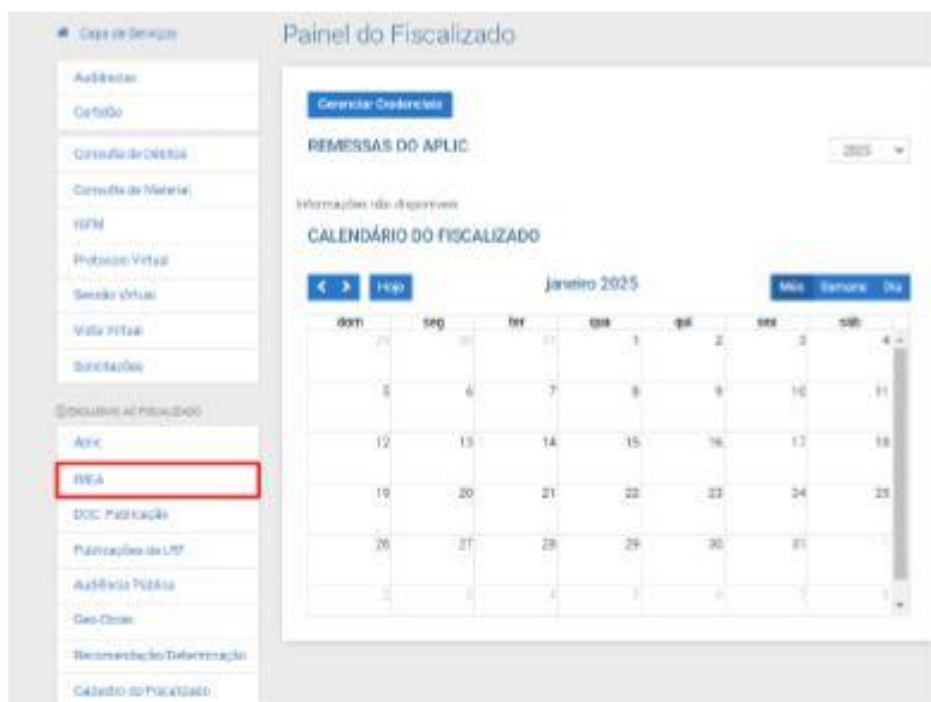 Capa de Serviços
Audiências
Cartório
Consulta de Débitos
Consulta de Material
Protocolo Virtual
Sessão Virtual
Vista Virtual
Solicitações
EXCLUSIVO AO FISCALIZADO
Aplic
DOC: Publicação
Publicações da LRF
Audiência Pública
Geo-Obras
Recomendação/Determinação
Cadastro do Fiscalizado
Painel do Fiscalizado
Gerenciar Credenciais
REMESSAS DO APLIC
2025
Informações não disponíveis
CALENDÁRIO DO FISCALIZADO
Hoje
janeiro 2025
Mês Semana Dia
dom seg ter qua qui sex sáb
29 30 31 1 2 3 4
5 6 7 8 9 10 11
12 13 14 15 16 17 18
19 20 21 22 23 24 25
26 27 28 29 30 31 1
2 3 4 5 6 7 8